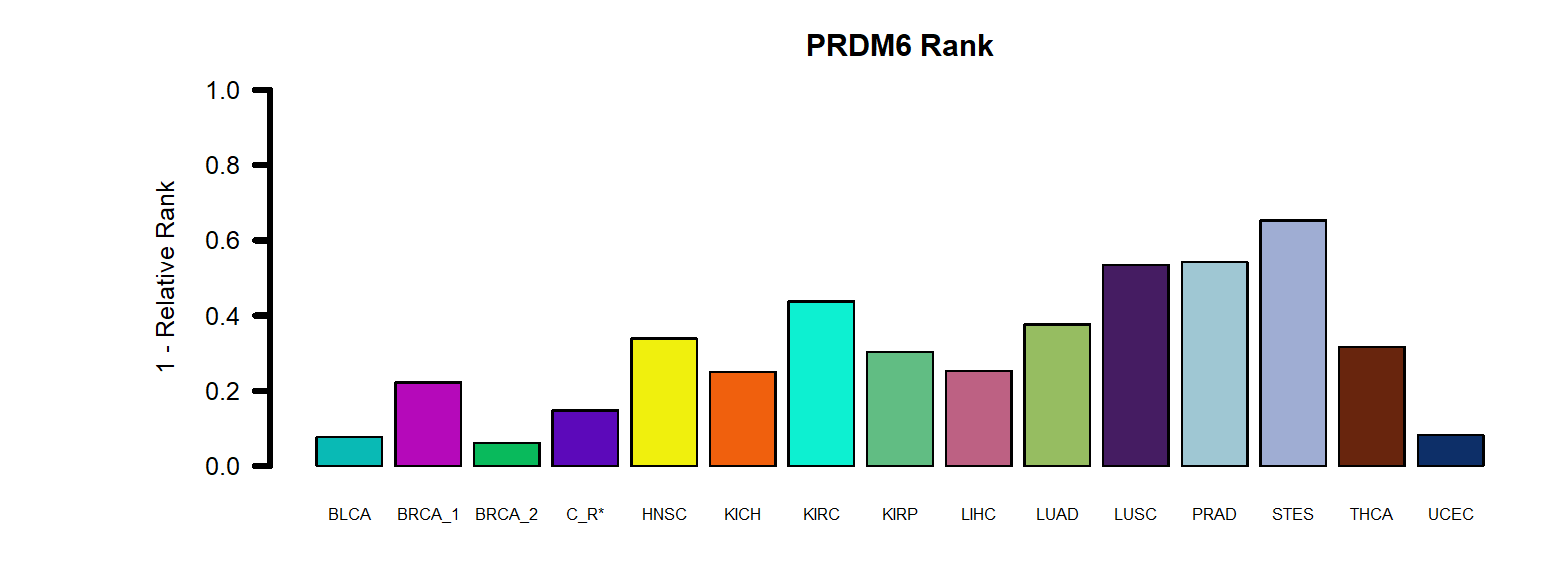 PRDM6 Rank
1 - Relative Rank
1.0
0.8
0.6
0.4
0.2
0.0
BLCA BRCA_1 BRCA_2 C_R* HNSC KICH KIRC KIRP LIHC LUAD LUSC PRAD STES THCA UCEC